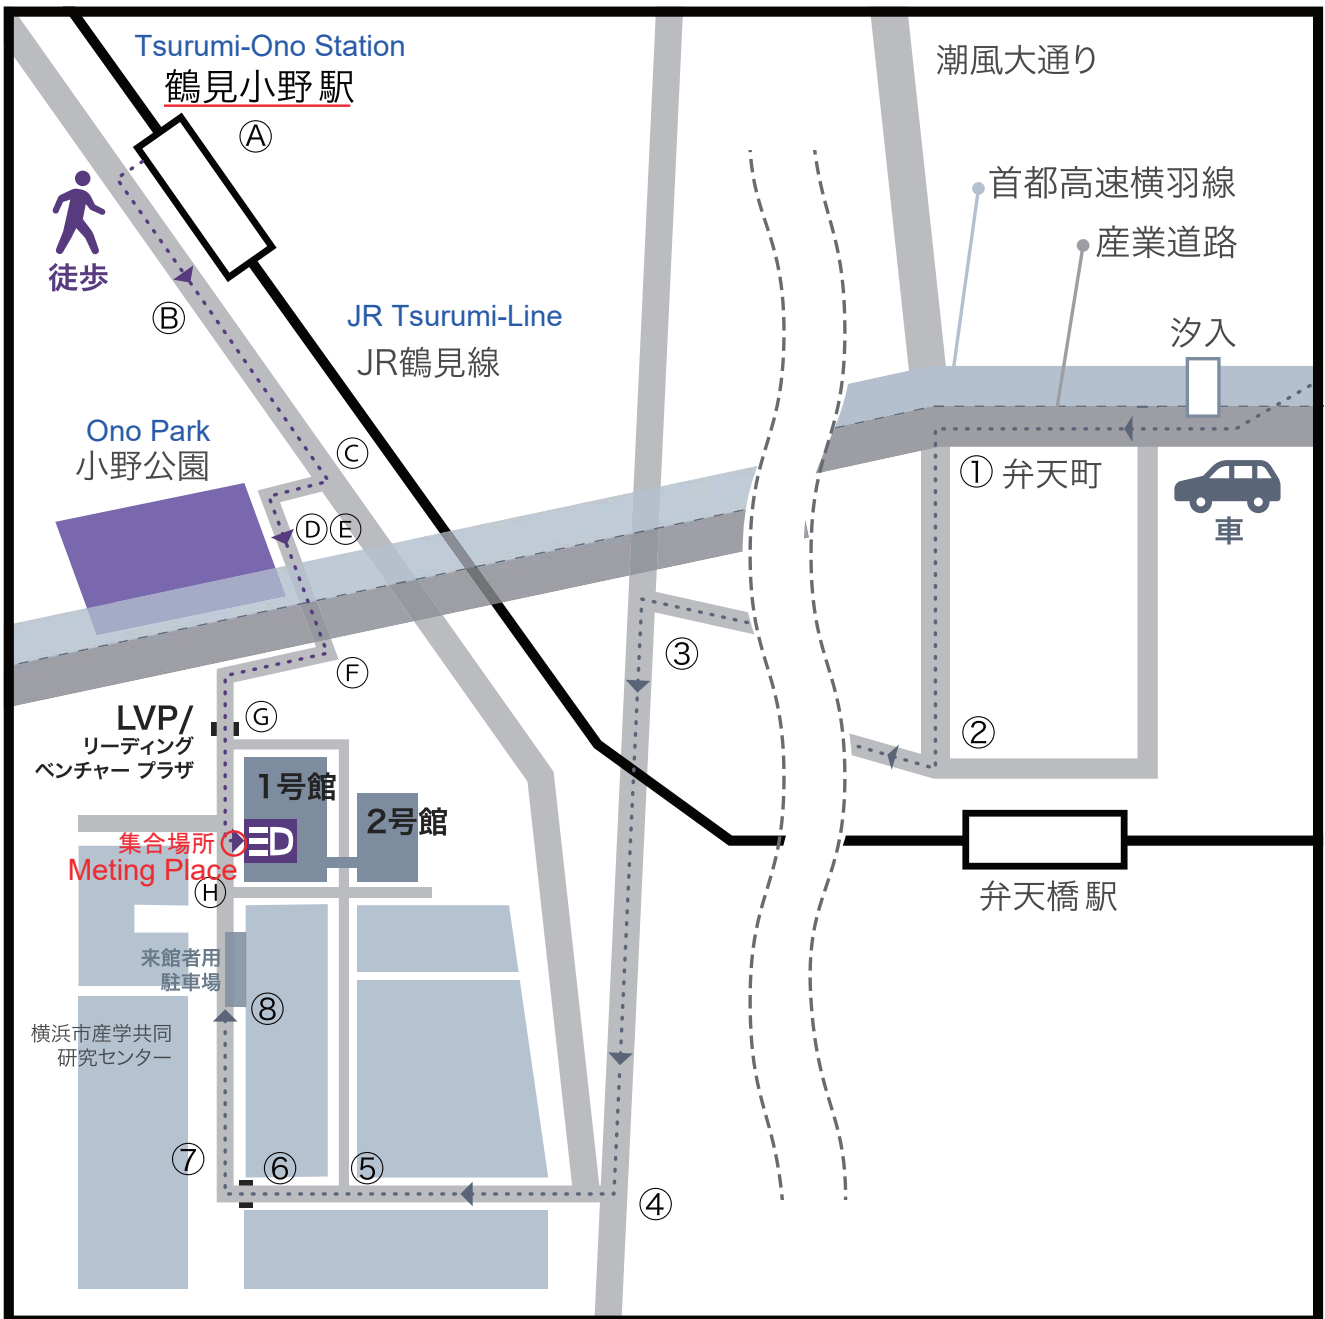 Tsurumi-Ono Station
鶴見小野駅
Ⓐ
潮風大通り
首都高速横羽線
産業道路
徒歩
Ⓑ
JR Tsurumi-Line
JR鶴見線
汐入
Ono Park
小野公園
Ⓒ
① 弁天町
車
ⒹⒺ
③
Ⓕ
②
LVP/
リーディング
ベンチャー プラザ
Ⓖ
1号館
2号館
集合場所
Meting Place
ED
Ⓗ
弁天橋駅
来館者用
駐車場
⑧
横浜市産学共同
研究センター
⑦
⑥
⑤
④